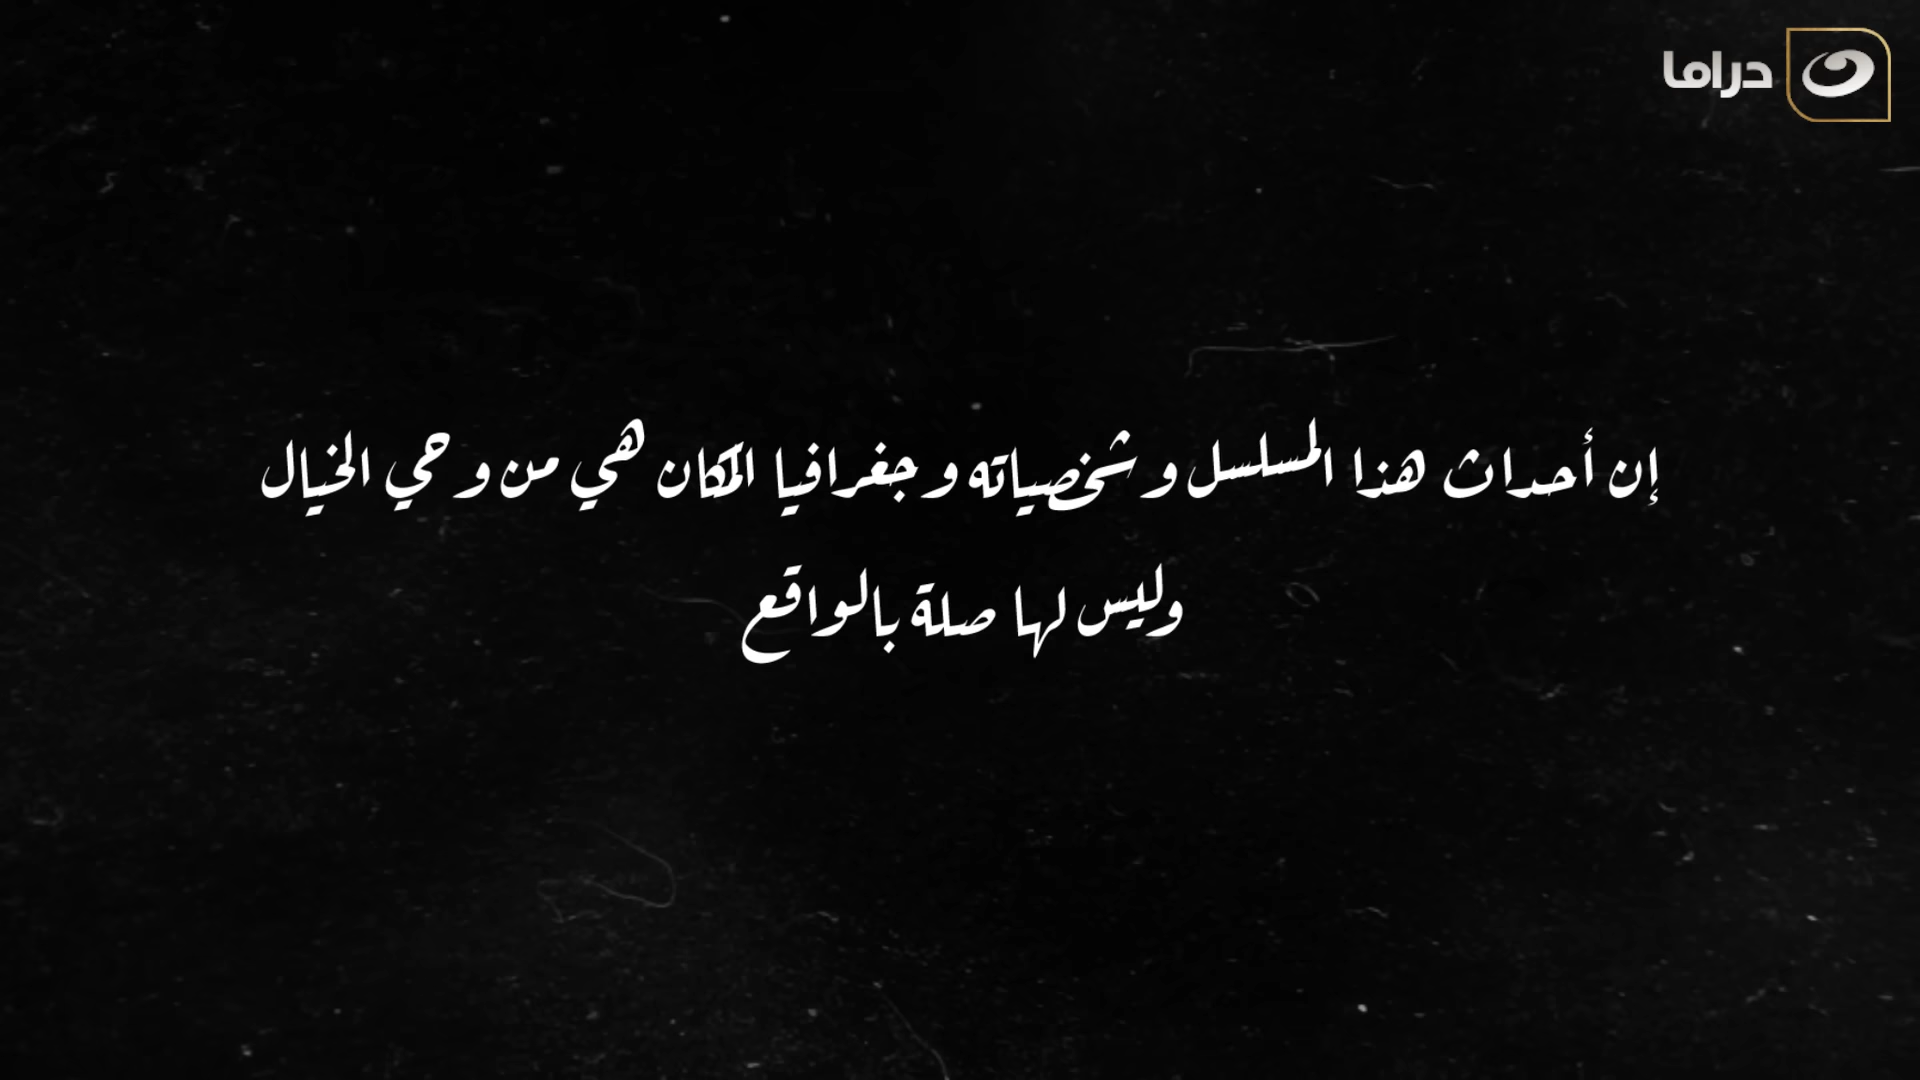 دراما
إن أحداث هذا المسلسل و شخصياته و جغرافيا المكان هي من وحي الخيال
وليس لها صلة بالواقع